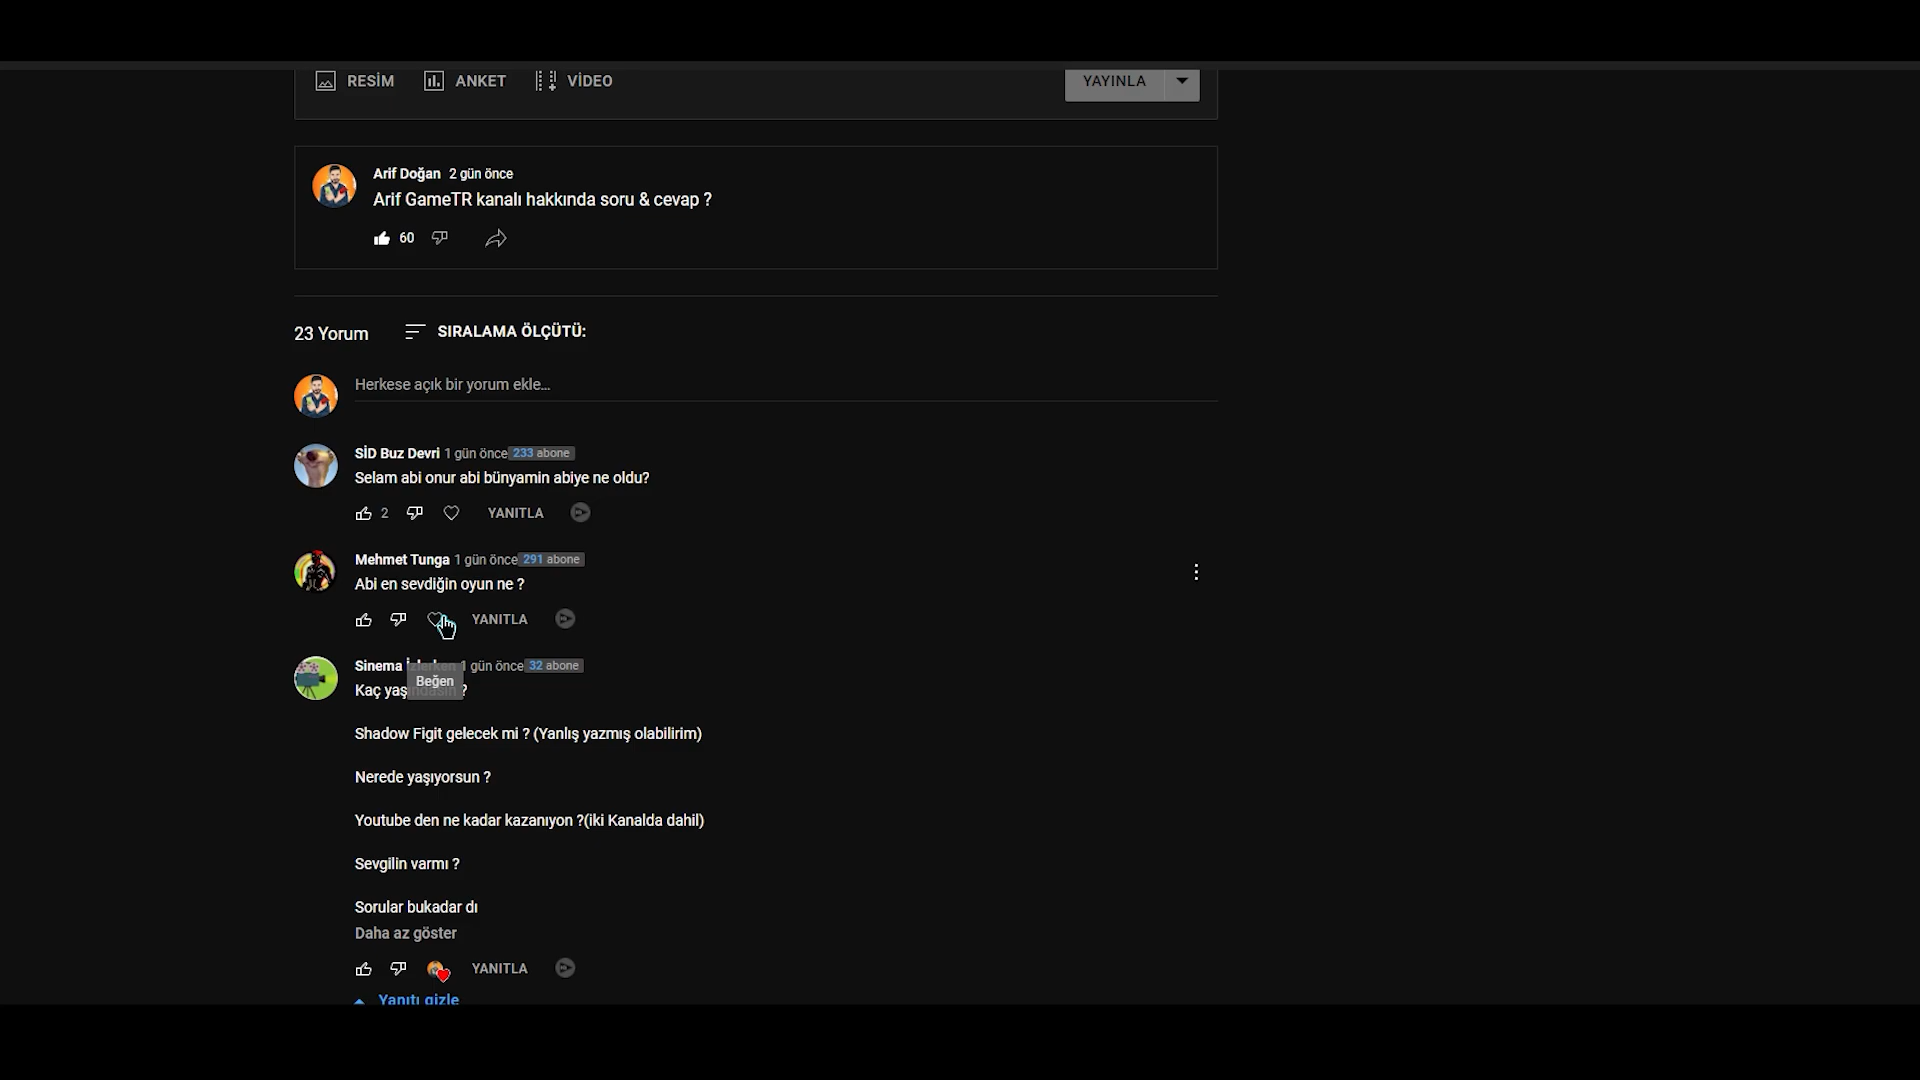 RESİM ANKET VİDEO YAYINLA
Arif Doğan 2 gün önce
Arif GameTR kanalı hakkında soru & cevap ?
60
23 Yorum SIRALAMA ÖLÇÜTÜ:
Herkese açık bir yorum ekle...
SİD Buz Devri 1 gün önce 233 abone
Selam abi onur abi bünyamin abiye ne oldu?
2 YANITLA
Mehmet Tunga 1 gün önce 291 abone
Abi en sevdiğin oyun ne ?
YANITLA
Sinema İzlerken 1 gün önce 32 abone
Beğen
Kaç yaşındasın ?
Shadow Figit gelecek mi ? (Yanlış yazmış olabilirim)
Nerede yaşıyorsun ?
Youtube den ne kadar kazanıyon ?(iki Kanalda dahil)
Sevgilin varmı ?
Sorular bukadar dı
Daha az göster
YANITLA
Yanıtı gizle